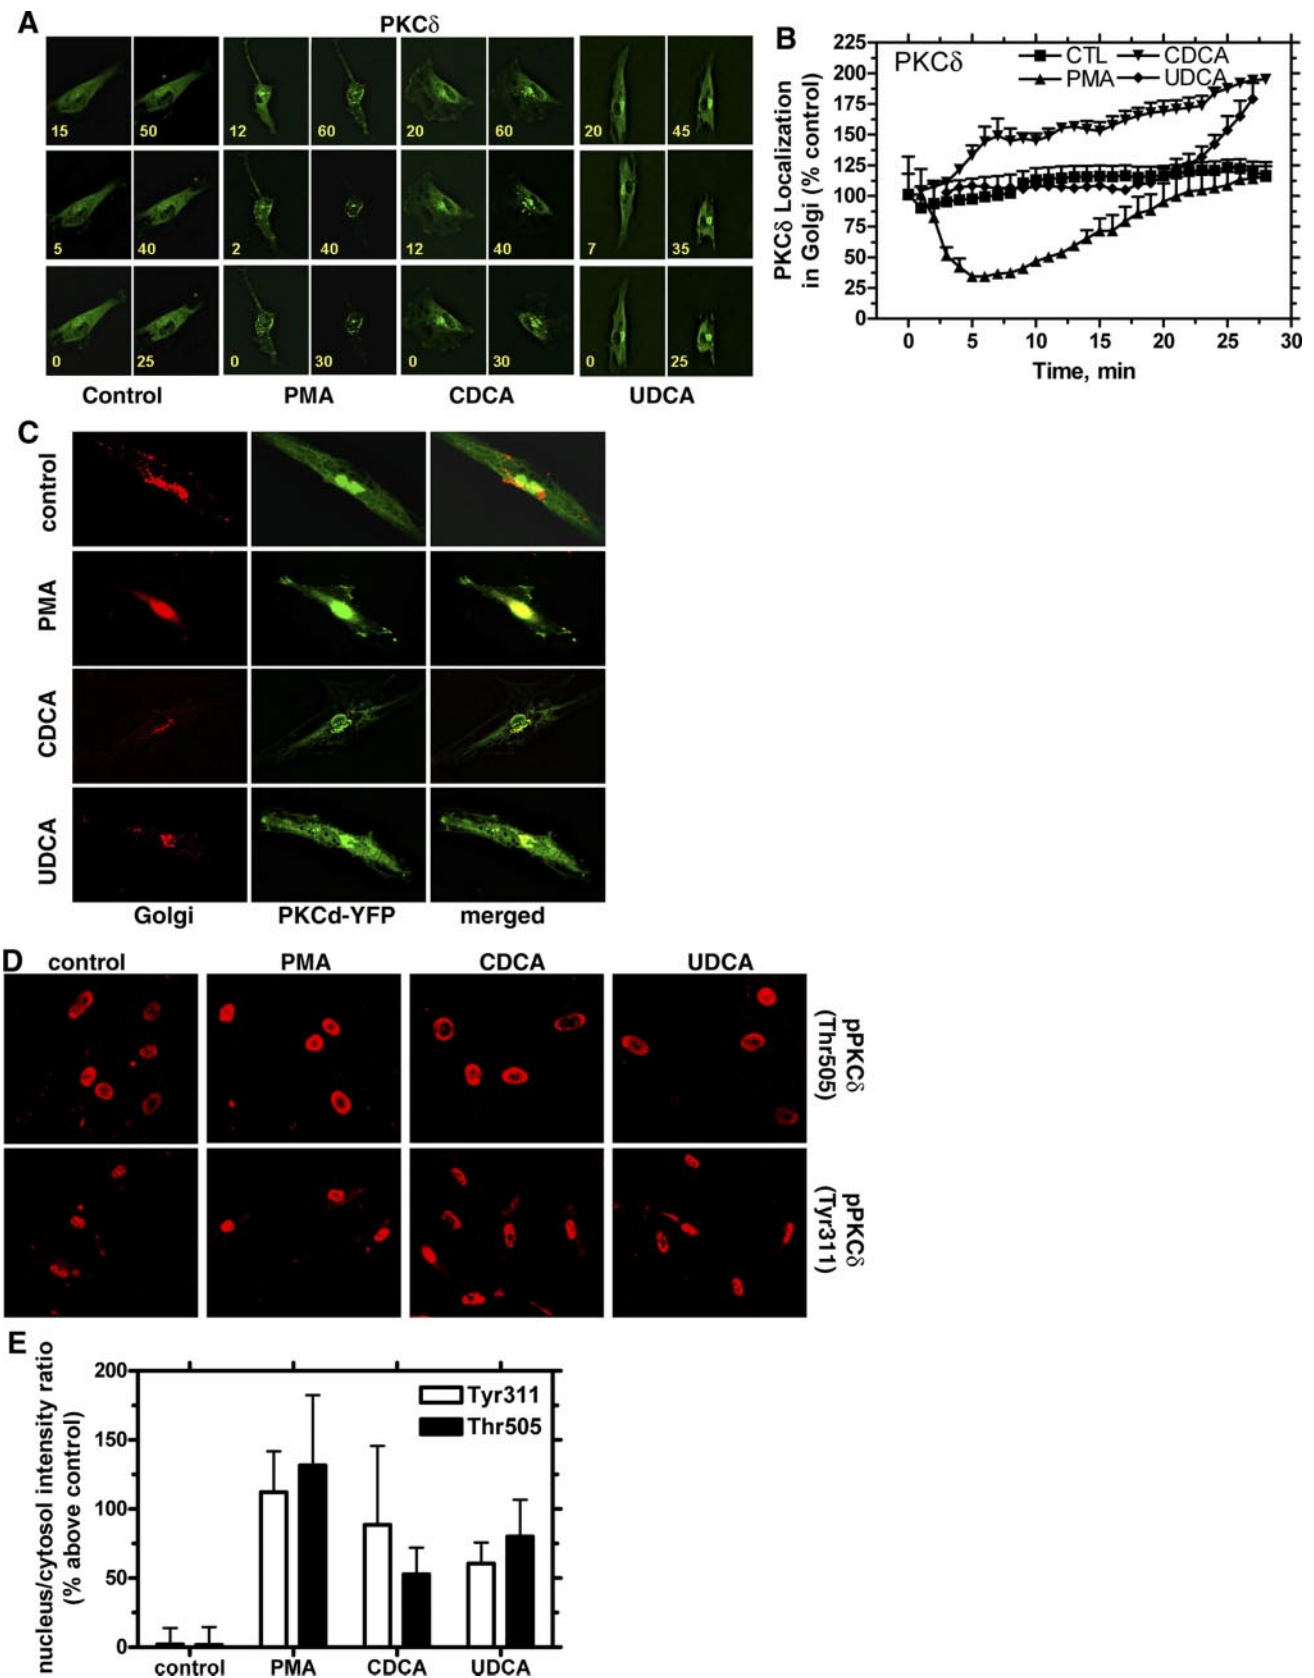 A
PKCδ
15 50 12 60 20 60 20 45
5 40 2 40 12 40 7 35
0 25 0 30 0 30 0 25
Control PMA CDCA UDCA
B
PKCδ
CTL CDCA
PMA UDCA
225
200
175
150
125
100
75
50
25
0
PKCδ Localization
in Golgi (% control)
0 5 10 15 20 25 30
Time, min
C
control
PMA
CDCA
UDCA
Golgi PKCd-YFP merged
D
control PMA CDCA UDCA
pPKCδ
(Thr505)
pPKCδ
(Tyr311)
E
nucleus/cytosol intensity ratio
(% above control)
200
150
100
50
0
Tyr311
Thr505
control PMA CDCA UDCA